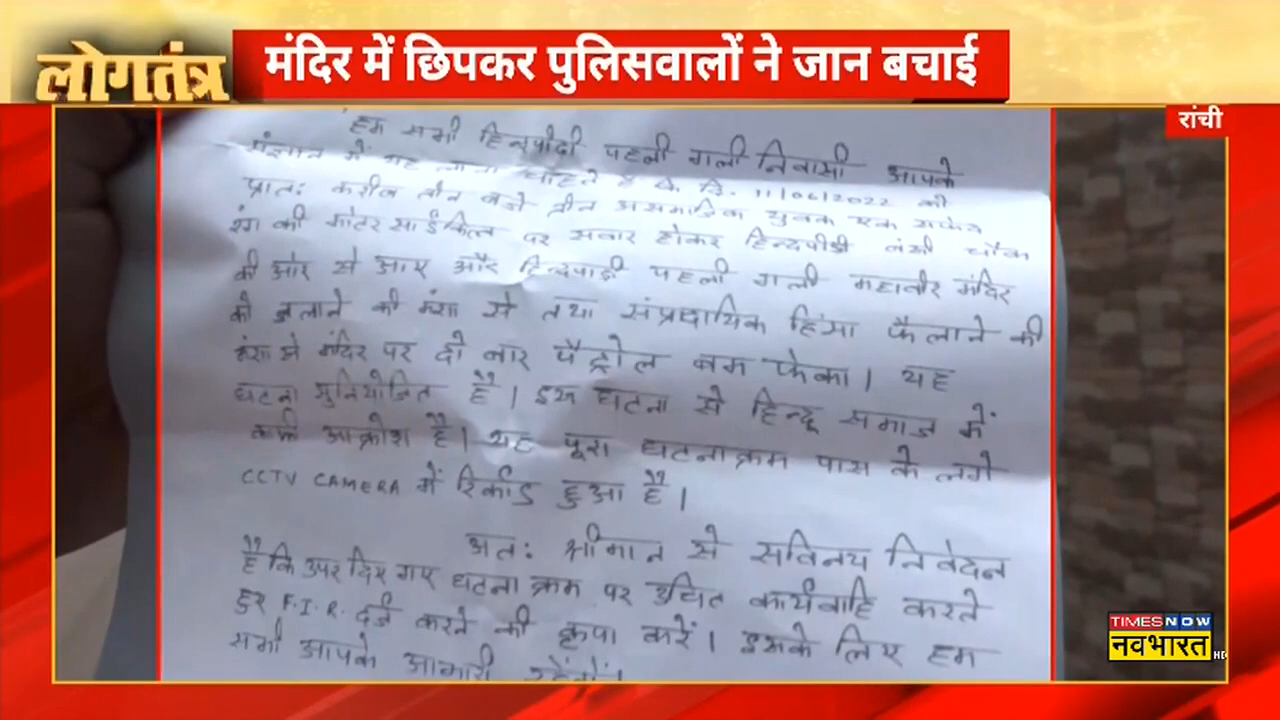 लोगतंत्र
मंदिर में छिपकर पुलिसवालों ने जान बचाई
रांची
हम सभी हिन्दपीढी पहली गली निवासी आपके
संज्ञान में यह लाना चाहते है कि दि. 11/06/2022 को
प्रात: करीब तीन बजे तीन असमाजिक युवक एक सफेद
रंग की मोटर साईकिल पर सवार होकर हिन्दपीढी बंशी चौक
की ओर से आए और हिन्दपीढी पहली गली महावीर मंदिर
को जलाने की मंसा से तथा संप्रदायिक हिंसा फैलाने की
मंसा से मंदिर पर दो बार पैट्रोल बम फेका। यह
घटना सुनियोजित है। इस घटना से हिन्दू समाज में
काफी आक्रोश है। यह पूरा घटनाक्रम पास के लगे
CCTV CAMERA में रिकॉर्ड हुआ है।
अत: श्रीमान से सविनय निवेदन
है कि उपर दिए गए घटनाक्रम पर उचित कार्यवाहि करते
हुए F.I.R. दर्ज करने की कृपा करें। इसके लिए हम
सभी आपके आभारी रहेंगें।
TIMES NOW
नवभारत HD